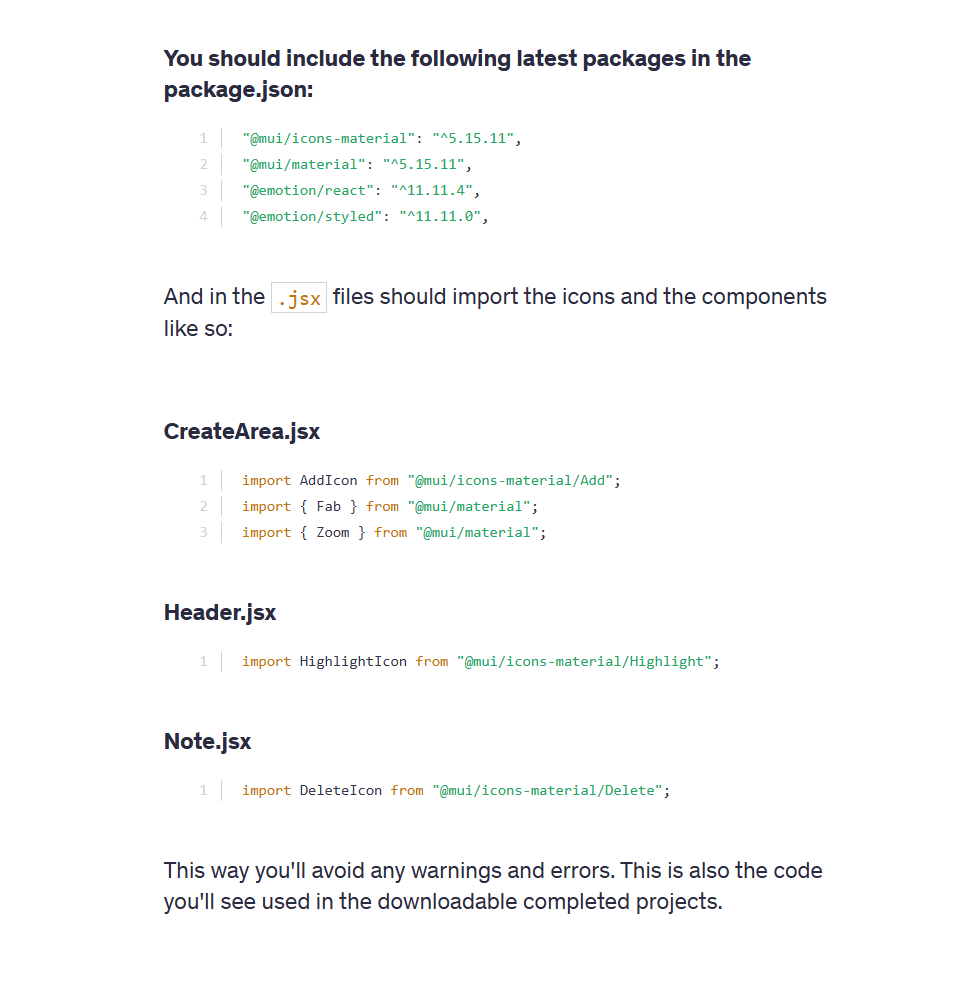 You should include the following latest packages in the
package.json:
1 "@mui/icons-material": "^5.15.11",
2 "@mui/material": "^5.15.11",
3 "@emotion/react": "^11.11.4",
4 "@emotion/styled": "^11.11.0",
And in the .jsx files should import the icons and the components
like so:
CreateArea.jsx
1 import AddIcon from "@mui/icons-material/Add";
2 import { Fab } from "@mui/material";
3 import { Zoom } from "@mui/material";
Header.jsx
1 import HighlightIcon from "@mui/icons-material/Highlight";
Note.jsx
1 import DeleteIcon from "@mui/icons-material/Delete";
This way you'll avoid any warnings and errors. This is also the code
you'll see used in the downloadable completed projects.